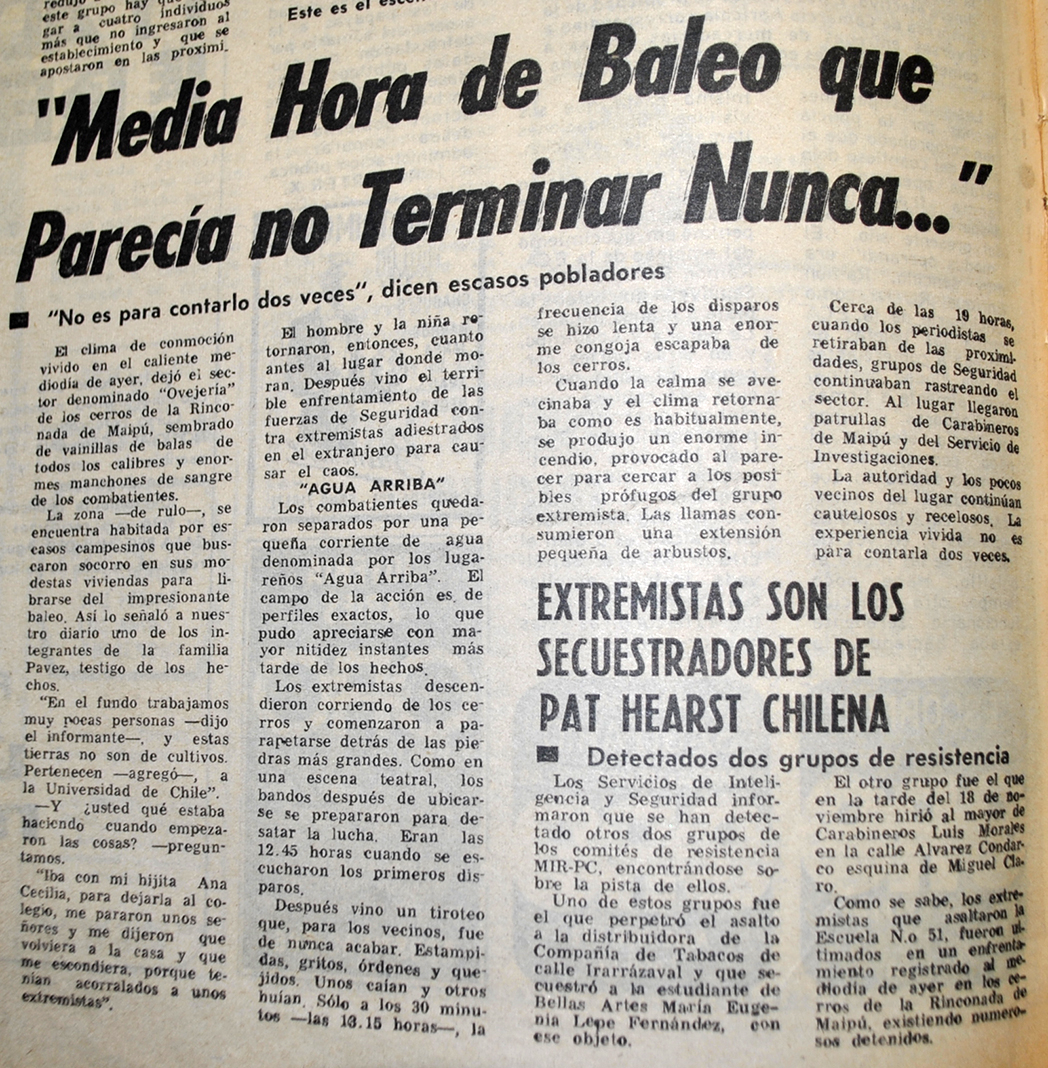 este grupo hay
gar a cuatro individuos
más que no ingresaron al
establecimiento y que se
apostaron en las proximi.
Este es el
"Media Hora de Baleo que
Parecía no Terminar Nunca..."
"No es para contarlo dos veces", dicen escasos pobladores
El clima de conmoción
vivido en el caliente me-
diodía de ayer, dejó el sec-
tor denominado "Ovejería"
de los cerros de la Rinco-
nada de Maipú, sembrado
de vainillas de balas de
todos los calibres y enor-
mes manchones de sangre
de los combatientes.
La zona —de rulo—, se
encuentra habitada por es-
casos campesinos que bus-
caron socorro en sus mo-
destas viviendas para li-
brarse del impresionante
baleo. Así lo señaló a nues-
tro diario uno de los in-
tegrantes de la familia
Pavez, testigo de los he-
chos.
"En el fundo trabajamos
muy pocas personas —dijo
el informante—, y estas
tierras no son de cultivos.
Pertenecen —agregó—, a
la Universidad de Chile".
—Y ¿usted qué estaba
haciendo cuando empeza-
ron las cosas? —pregun-
tamos.
"Iba con mi hijita Ana
Cecilia, para dejarla al co-
legio, me pararon unos se-
ñores y me dijeron que
volviera a la casa y que
me escondiera, porque te-
nían acorralados a unos
extremistas".
El hombre y la niña re-
tornaron, entonces, cuanto
antes al lugar donde mo-
ran. Después vino el terri-
ble enfrentamiento de las
fuerzas de Seguridad con-
tra extremistas adiestrados
en el extranjero para cau-
sar el caos.
"AGUA ARRIBA"
Los combatientes queda-
ron separados por una pe-
queña corriente de agua
denominada por los luga-
reños "Agua Arriba". El
campo de la acción es de
perfiles exactos, lo que
pudo apreciarse con ma-
yor nitidez instantes más
tarde de los hechos.
Los extremistas descen-
dieron corriendo de los ce-
rros y comenzaron a pa-
rapetarse detrás de las pie-
dras más grandes. Como en
una escena teatral, los
bandos después de ubicar-
se se prepararon para de-
satar la lucha. Eran las
12.45 horas cuando se es-
cucharon los primeros dis-
paros.
Después vino un tiroteo
que, para los vecinos, fue
de nunca acabar. Estampi-
das, gritos, órdenes y que-
jidos. Unos caían y otros
huían. Sólo a los 30 minu-
tos —las 13.15 horas—, la
frecuencia de los disparos
se hizo lenta y una enor-
me congoja escapaba de
los cerros.
Cuando la calma se ave-
cinaba y el clima retorna-
ba como es habitualmente,
se produjo un enorme in-
cendio, provocado al pare-
cer para cercar a los posi-
bles prófugos del grupo
extremista. Las llamas con-
sumieron una extensión
pequeña de arbustos.
Cerca de las 19 horas,
cuando los periodistas se
retiraban de las proximi-
dades, grupos de Seguridad
continuaban rastreando el
sector. Al lugar llegaron
patrullas de Carabineros
de Maipú y del Servicio de
Investigaciones.
La autoridad y los pocos
vecinos del lugar continúan
cautelosos y recelosos. La
experiencia vivida no es
para contarla dos veces.
EXTREMISTAS SON LOS
SECUESTRADORES DE
PAT HEARST CHILENA
Detectados dos grupos de resistencia
Los Servicios de Inteli-
gencia y Seguridad infor-
maron que se han detec-
tado otros dos grupos de
los comités de resistencia
MIR-PC, encontrándose so-
bre la pista de ellos.
Uno de estos grupos fue
el que perpetró el asalto
a la distribuidora de la
Compañía de Tabacos de
calle Irarrázaval y que se-
cuestró a la estudiante de
Bellas Artes María Euge-
nia Lepe Fernández, con
ese objeto.
El otro grupo fue el que
en la tarde del 18 de no-
viembre hirió al mayor de
Carabineros Luis Morales
en la calle Alvarez Condar-
co esquina de Miguel Cla-
ro.
Como se sabe, los extre-
mistas que asaltaron la
Escuela N.o 51, fueron ul-
timados en un enfrenta-
miento registrado al me-
diodía de ayer en los ce-
rros de la Rinconada de
Maipú, existiendo numero-
sos detenidos.